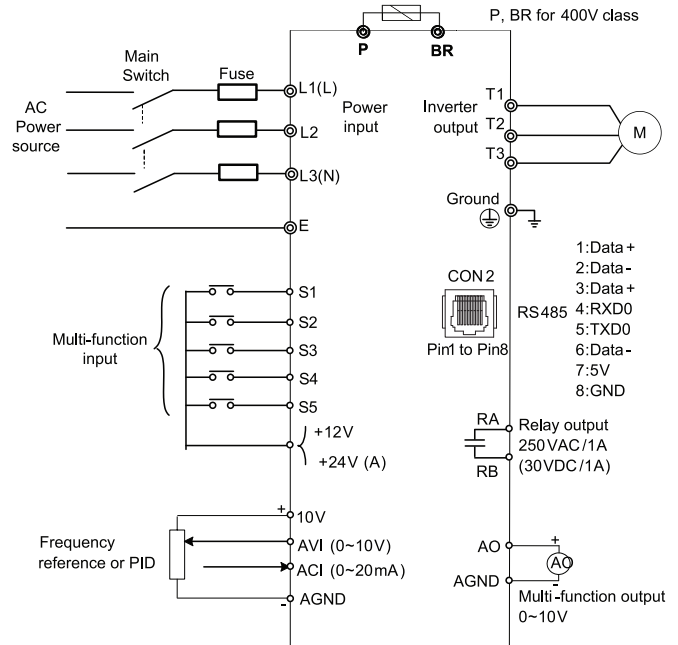 P, BR for 400V class
P
BR
Main
Switch
Fuse
AC
Power
source
L1(L)
L2
L3(N)
E
Power
input
Inverter
output
T1
T2
T3
M
Ground
CON2
Pin1 to Pin8
RS485
1:Data+
2:Data-
3:Data+
4:RXD0
5:TXD0
6:Data-
7:5V
8:GND
Multi-function
input
S1
S2
S3
S4
S5
+12V
+24V (A)
RA
RB
Relay output
250VAC/1A
(30VDC/1A)
Frequency
reference or PID
+
10V
AVI (0~10V)
ACI (0~20mA)
- AGND
AO
AGND
+
AO
-
Multi-function output
0~10V